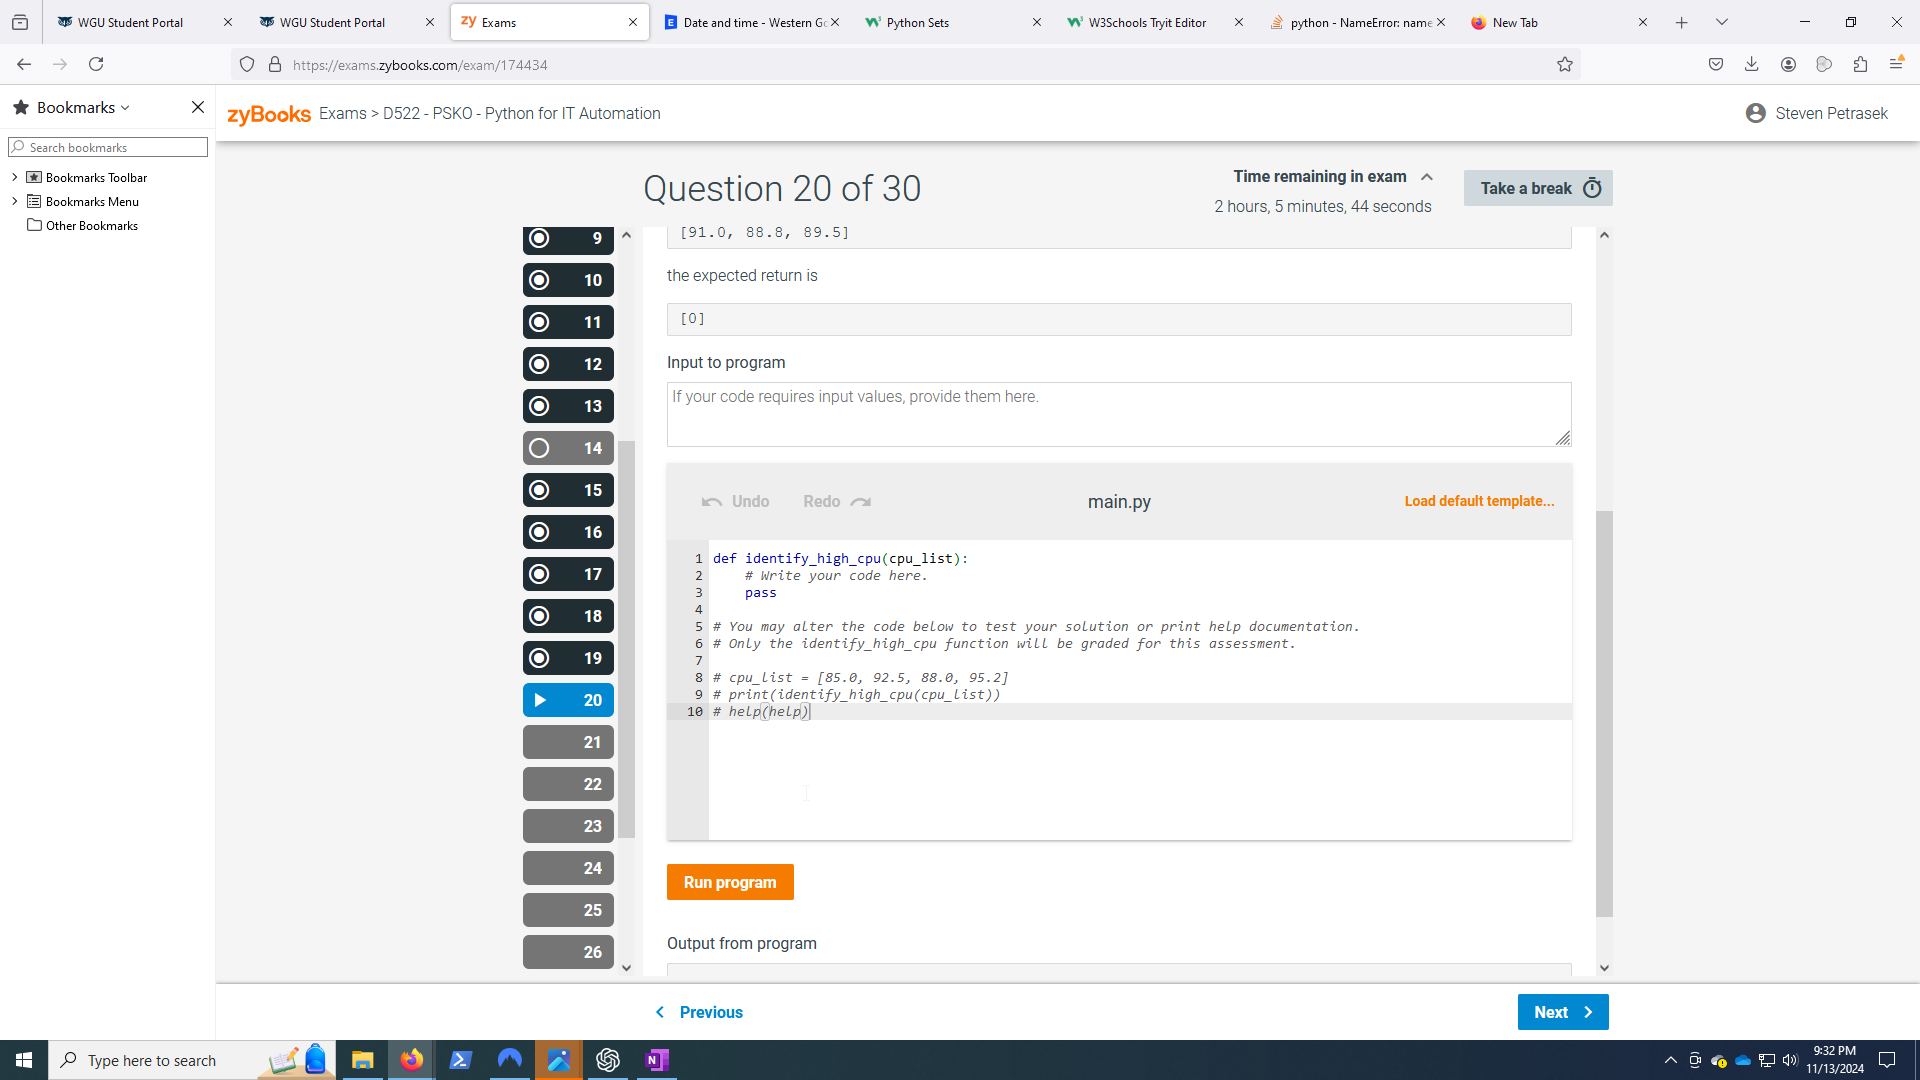 WGU Student Portal
WGU Student Portal
zy Exams
Date and time - Western Go
Python Sets
W3Schools Tryit Editor
python - NameError: name
New Tab
https://exams.zybooks.com/exam/174434
Bookmarks
Search bookmarks
Bookmarks Toolbar
Bookmarks Menu
Other Bookmarks
zyBooks Exams > D522 - PSKO - Python for IT Automation
Steven Petrasek
Question 20 of 30
Time remaining in exam
2 hours, 5 minutes, 44 seconds
Take a break
9
10
11
12
13
14
15
16
17
18
19
20
21
22
23
24
25
26
[91.0, 88.8, 89.5]
the expected return is
[0]
Input to program
If your code requires input values, provide them here.
Undo
Redo
main.py
Load default template...
1 def identify_high_cpu(cpu_list):
2 # Write your code here.
3 pass
4
5 # You may alter the code below to test your solution or print help documentation.
6 # Only the identify_high_cpu function will be graded for this assessment.
7
8 # cpu_list = [85.0, 92.5, 88.0, 95.2]
9 # print(identify_high_cpu(cpu_list))
10 # help(help)
Run program
Output from program
Previous
Next
Type here to search
9:32 PM
11/13/2024